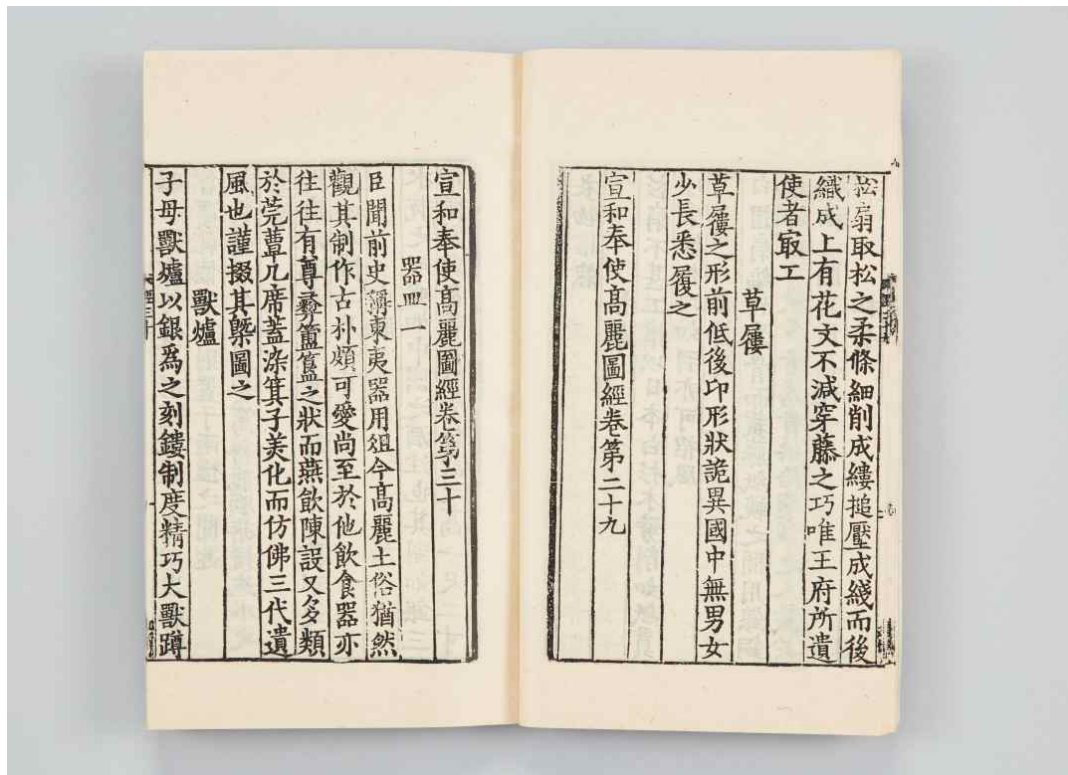 松扇取松之柔條細削成縷搥壓成綫而後
織成上有花文不減穿藤之巧唯王府所遺
使者㝡工
草屨
草屨之形前低後卬形狀詭異國中無男女
少長悉履之
宣和奉使髙麗圖經卷第二十九
宣和奉使髙麗圖經卷第三十
器皿一
臣聞前史稱東夷器用俎今髙麗土俗猶然
觀其制作古朴頗可愛尚至於他飲食器亦
往往有尊彝簠簋之狀而燕飲陳設又多類
於莞蕈几席蓋染箕子美化而仿佛三代遺
風也謹掇其槩圖之
獸爐
子母獸爐以銀爲之刻鏤制度精巧大獸蹲